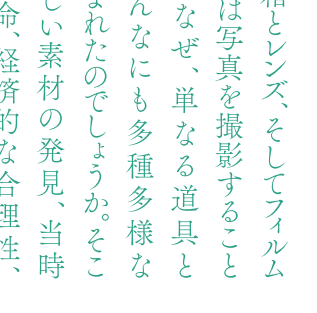 箱とレンズ、そしてフィルム
は写真を撮影すること
なぜ、単なる道具と
んなにも多種多様な
まれたのでしょうか。そこ
しい素材の発見、当時
命、経済的な合理性、